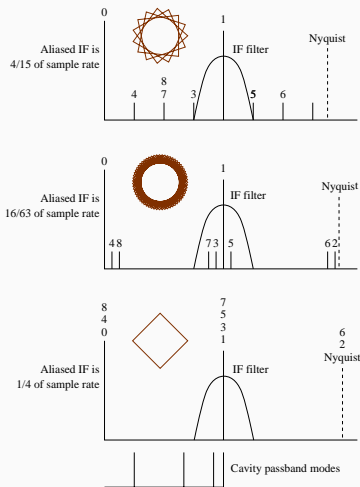 0
1
Nyquist
Aliased IF is
4/15 of sample rate
IF filter
8
4 7 3 5 6
0
1
Nyquist
Aliased IF is
16/63 of sample rate
IF filter
4 8 7 3 5 6 2
8
4
0
7
5
3
1
6
2
Nyquist
Aliased IF is
1/4 of sample rate
IF filter
Cavity passband modes